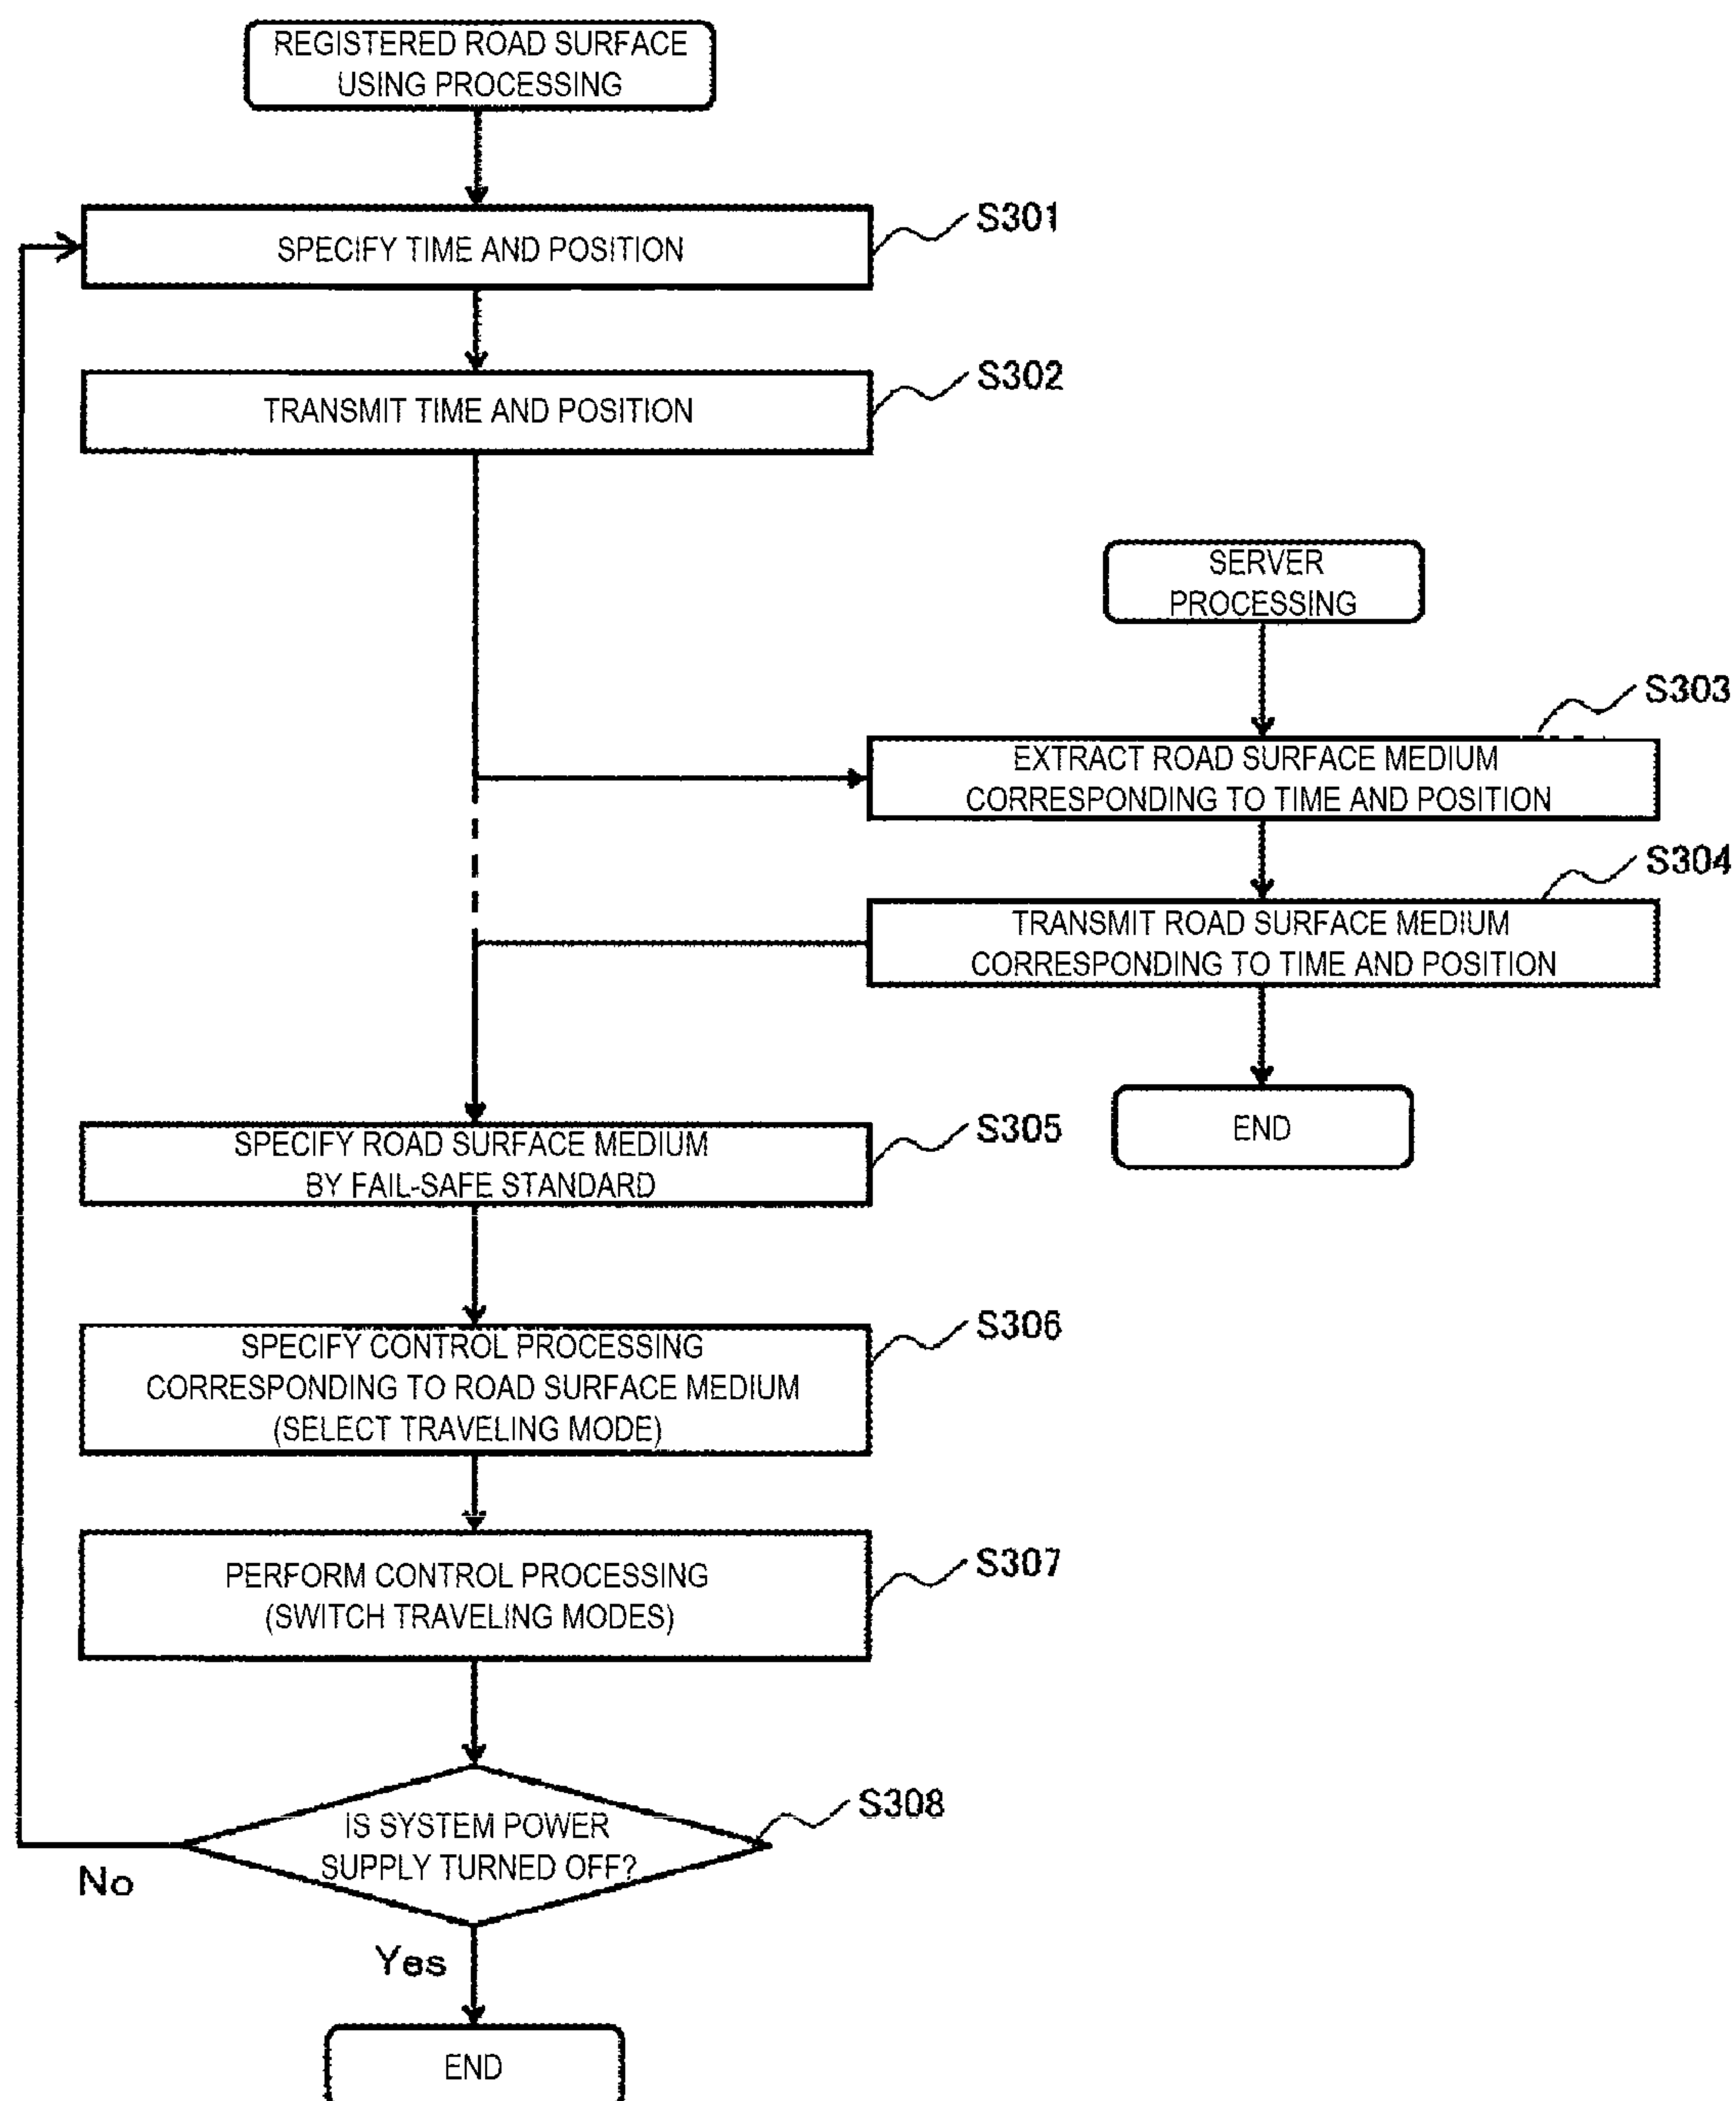 REGISTERED ROAD SURFACE
USING PROCESSING
SPECIFY TIME AND POSITION
S301
TRANSMIT TIME AND POSITION
S302
SERVER
PROCESSING
EXTRACT ROAD SURFACE MEDIUM
CORRESPONDING TO TIME AND POSITION
S303
TRANSMIT ROAD SURFACE MEDIUM
CORRESPONDING TO TIME AND POSITION
S304
END
SPECIFY ROAD SURFACE MEDIUM
BY FAIL-SAFE STANDARD
S305
SPECIFY CONTROL PROCESSING
CORRESPONDING TO ROAD SURFACE MEDIUM
(SELECT TRAVELING MODE)
S306
PERFORM CONTROL PROCESSING
(SWITCH TRAVELING MODES)
S307
IS SYSTEM POWER
SUPPLY TURNED OFF?
S308
No
Yes
END